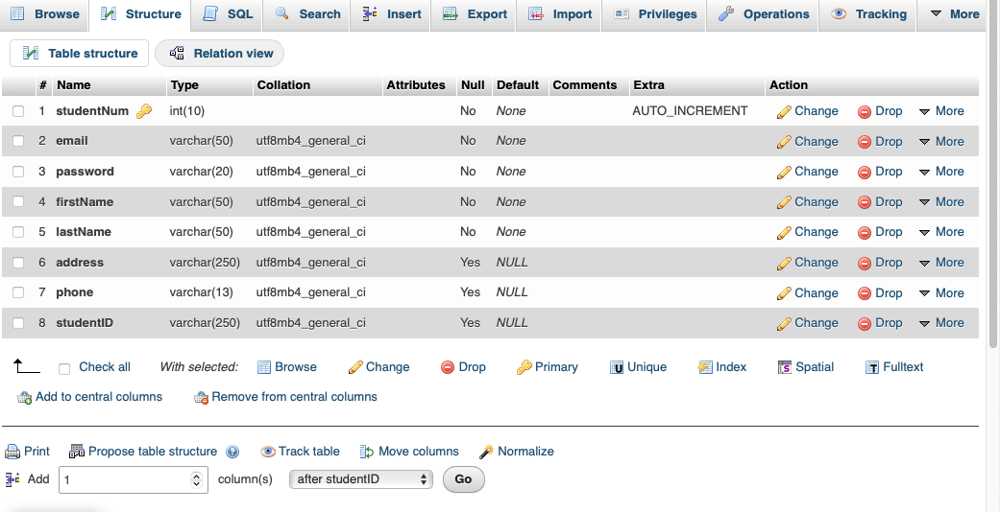 Browse Structure SQL Search Insert Export Import Privileges Operations Tracking More
Table structure Relation view
# Name Type Collation Attributes Null Default Comments Extra Action
1 studentNum int(10) No None AUTO_INCREMENT Change Drop More
2 email varchar(50) utf8mb4_general_ci No None Change Drop More
3 password varchar(20) utf8mb4_general_ci No None Change Drop More
4 firstName varchar(50) utf8mb4_general_ci No None Change Drop More
5 lastName varchar(50) utf8mb4_general_ci No None Change Drop More
6 address varchar(250) utf8mb4_general_ci Yes NULL Change Drop More
7 phone varchar(13) utf8mb4_general_ci Yes NULL Change Drop More
8 studentID varchar(250) utf8mb4_general_ci Yes NULL Change Drop More
Check all With selected: Browse Change Drop Primary Unique Index Spatial Fulltext
Add to central columns Remove from central columns
Print Propose table structure Track table Move columns Normalize
Add 1 column(s) after studentID Go